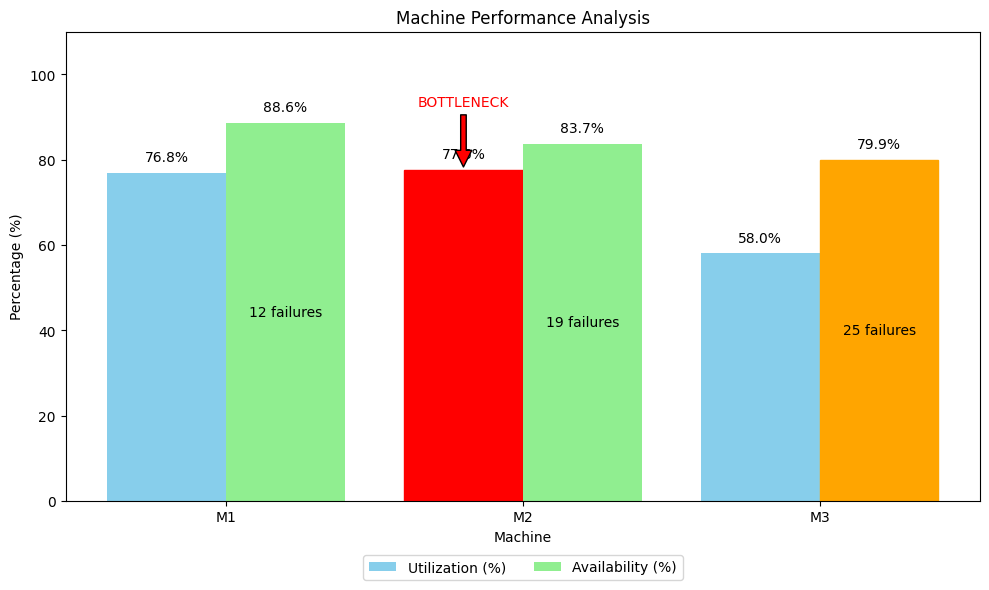 Machine Performance Analysis
Percentage (%)
100
80
60
40
20
0
BOTTLENECK
76.8%
88.6%
83.7%
58.0%
79.9%
12 failures
19 failures
25 failures
M1
M2
M3
Machine
Utilization (%)
Availability (%)